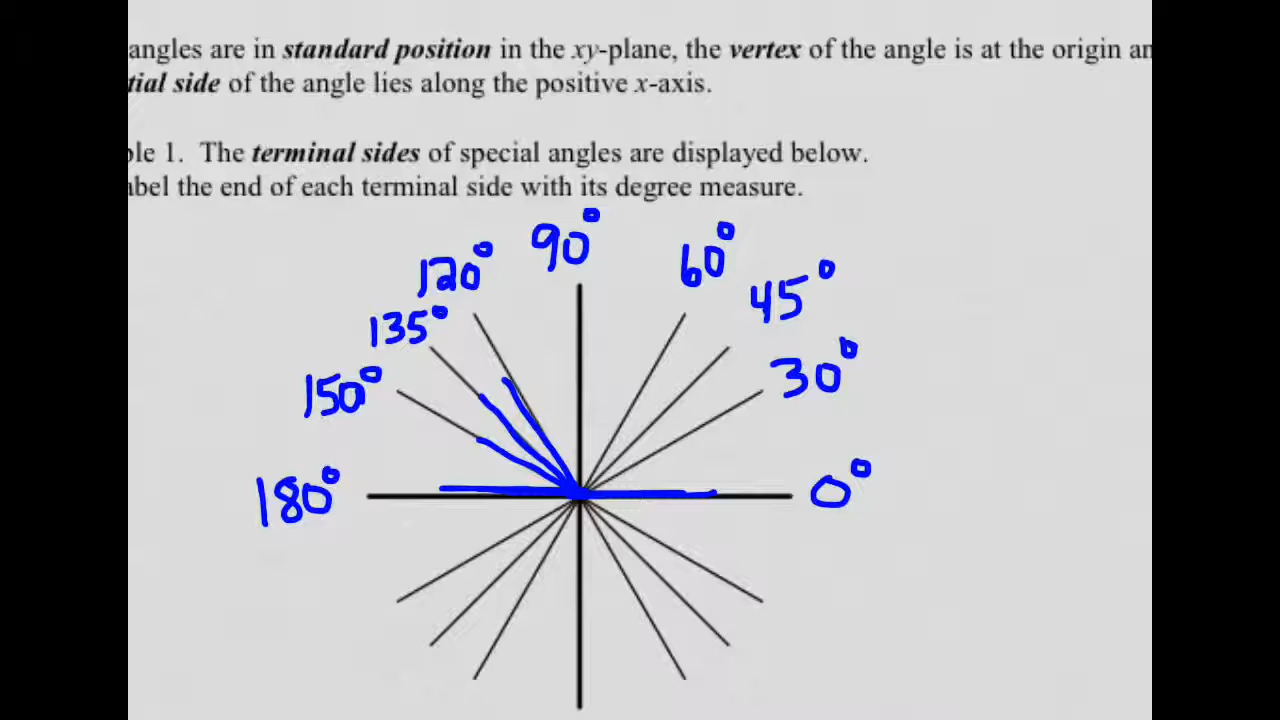 angles are in standard position in the xy-plane, the vertex of the angle is at the origin an
tial side of the angle lies along the positive x-axis.
ple 1. The terminal sides of special angles are displayed below.
abel the end of each terminal side with its degree measure.
90°
120° 60°
135° 45°
150° 30°
180° 0°